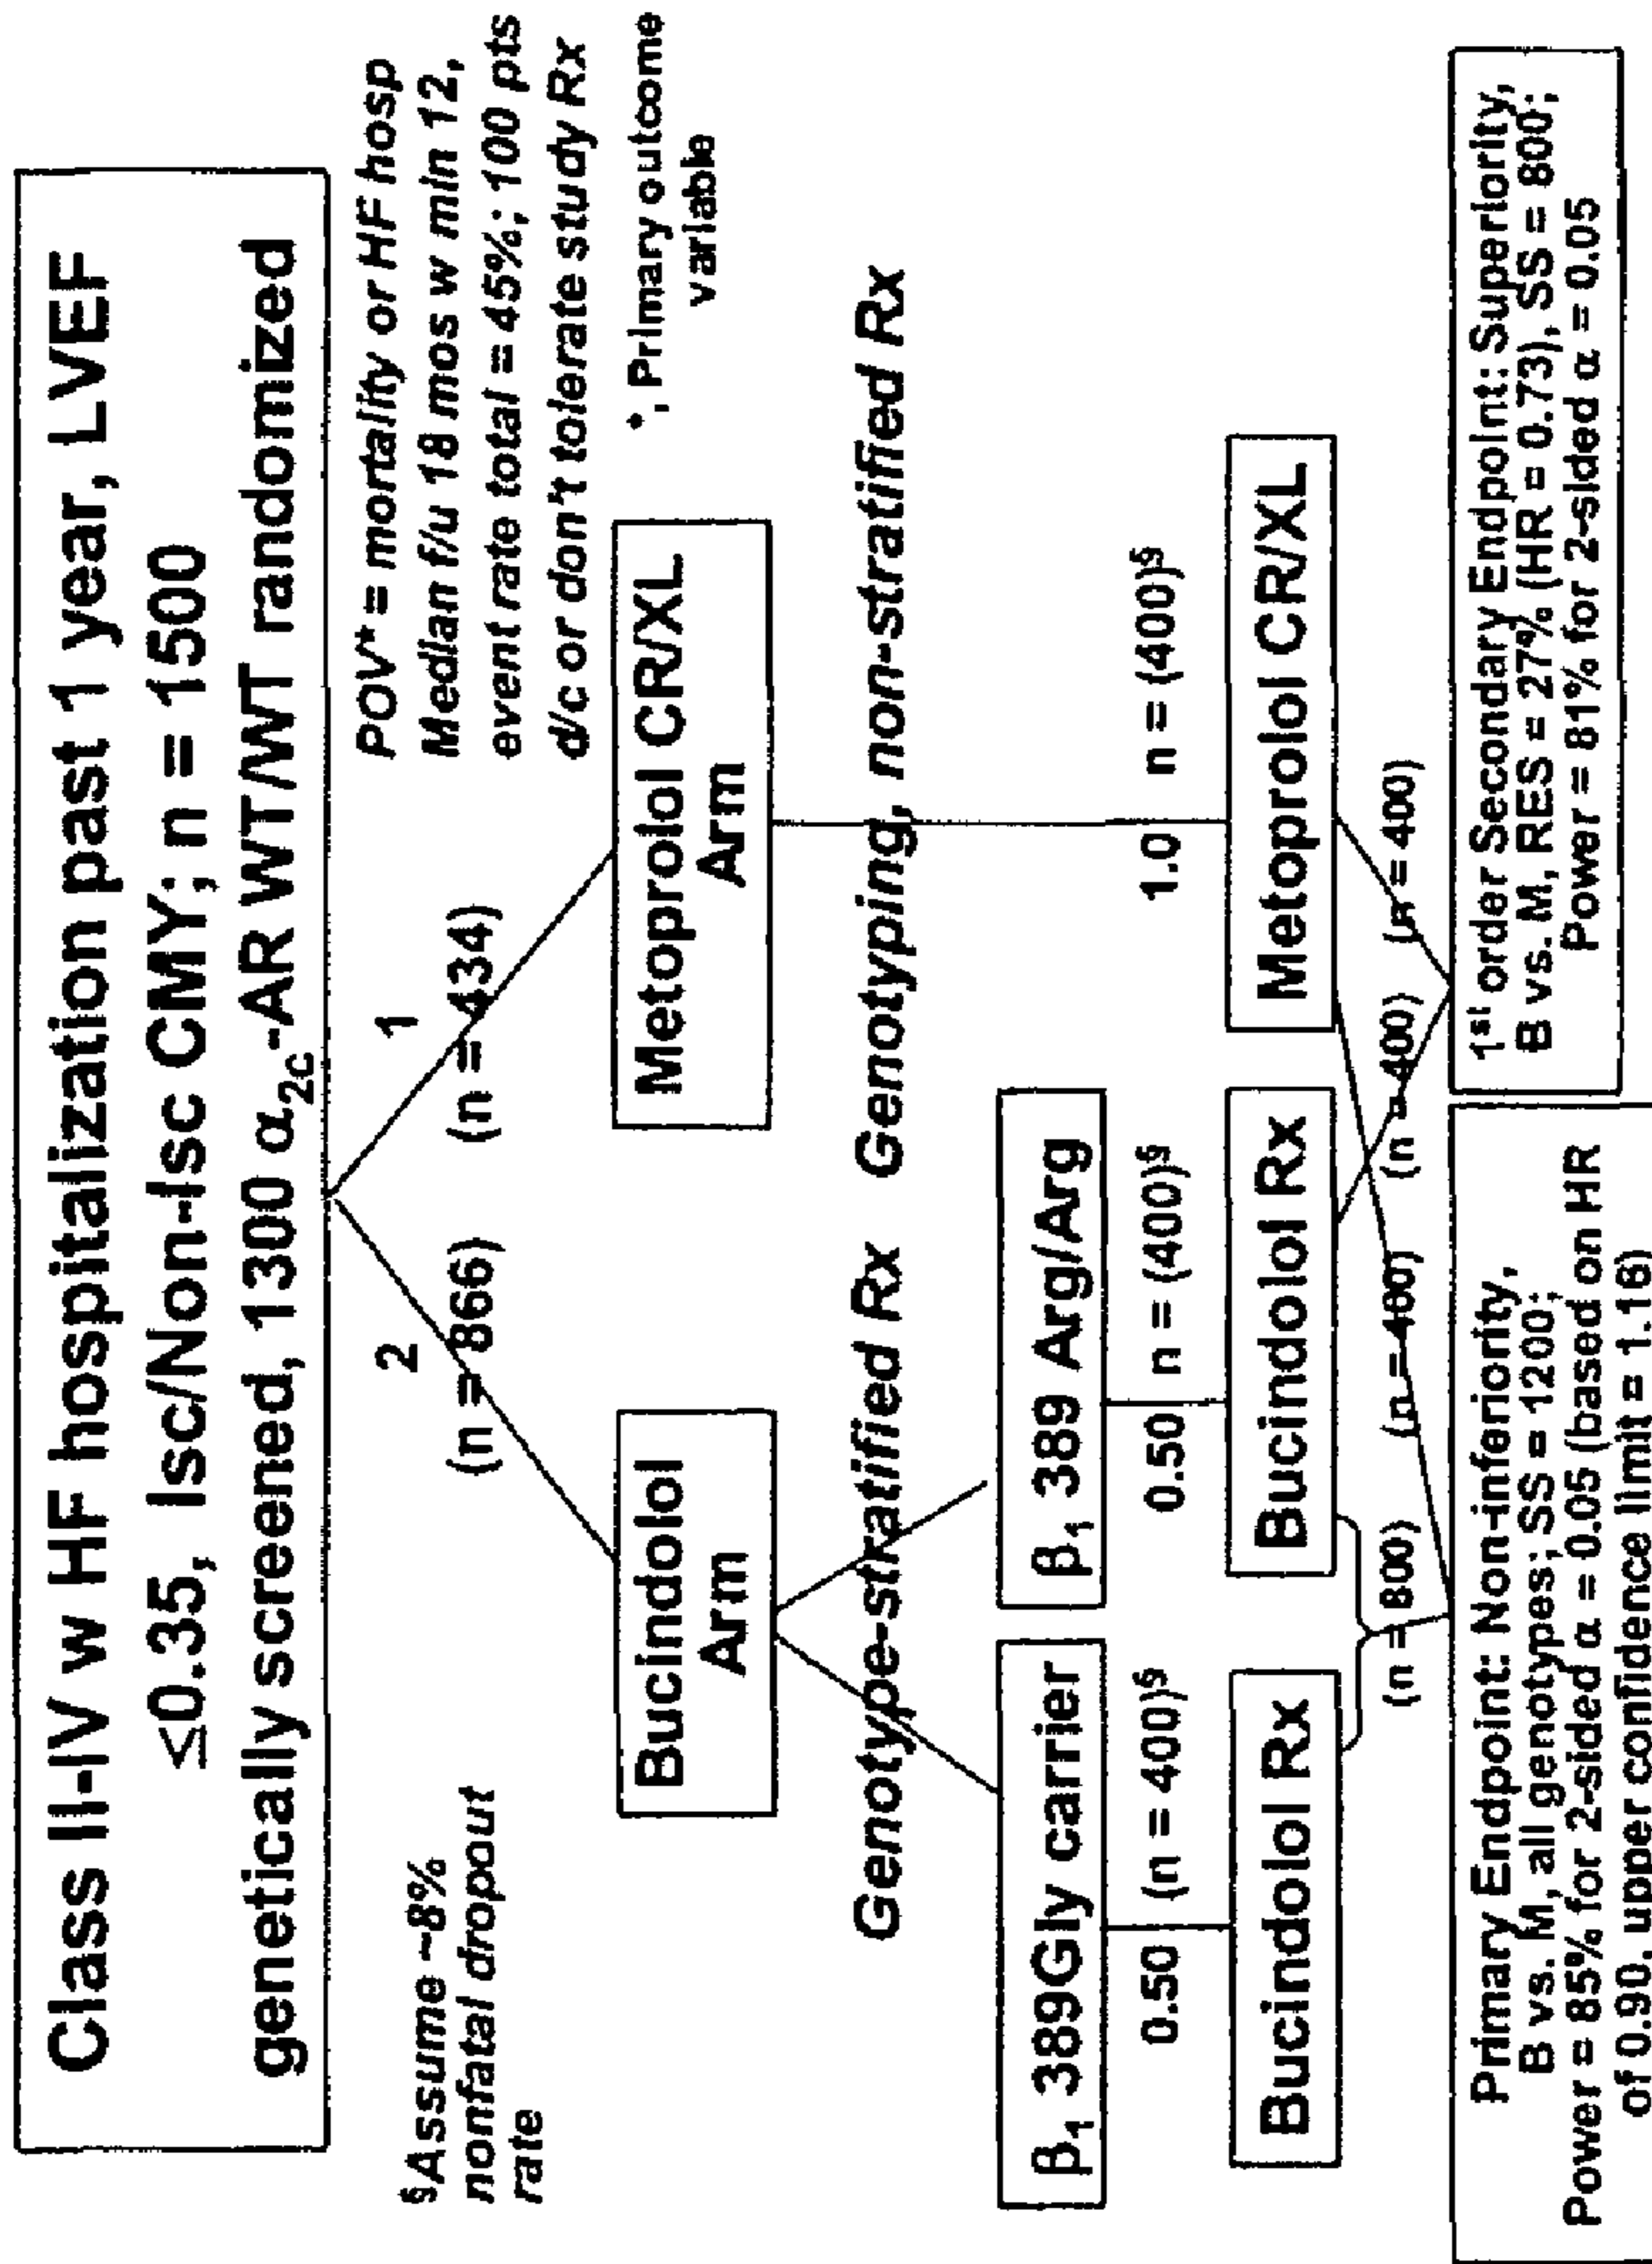 Class II-IV w HF hospitalization past 1 year, LVEF
≤0.35, Isc/Non-Isc CMY; n = 1500
genetically screened, 1300 α2c-AR WT/WT randomized
§Assume ~8%
nonfatal dropout
rate
2
(n = 866)
1
(n = 434)
POV* = mortality or HF hosp
Median f/u 18 mos w min 12,
event rate total = 45%; 100 pts
d/c or don't tolerate study Rx
*, Primary outcome
variable
Bucindolol
Arm
Metoprolol CR/XL
Arm
Genotype-stratified Rx
Genotyping, non-stratified Rx
β1 389Gly carrier
β1 389 Arg/Arg
0.50 (n = 400)§
0.50 n = (400)§
1.0 n = (400)§
Bucindolol Rx
Bucindolol Rx
Metoprolol CR/XL
(n = 800)
(n = 400)
(n = 400)
(n = 400)
Primary Endpoint: Non-inferiority,
B vs. M, all genotypes; SS = 1200;
Power = 85% for 2-sided α = 0.05 (based on HR
of 0.90, upper confidence limit = 1.16)
1st order Secondary Endpoint: Superiority,
B vs. M, RES = 27% (HR = 0.73), SS = 800;
Power = 81% for 2-sided α = 0.05